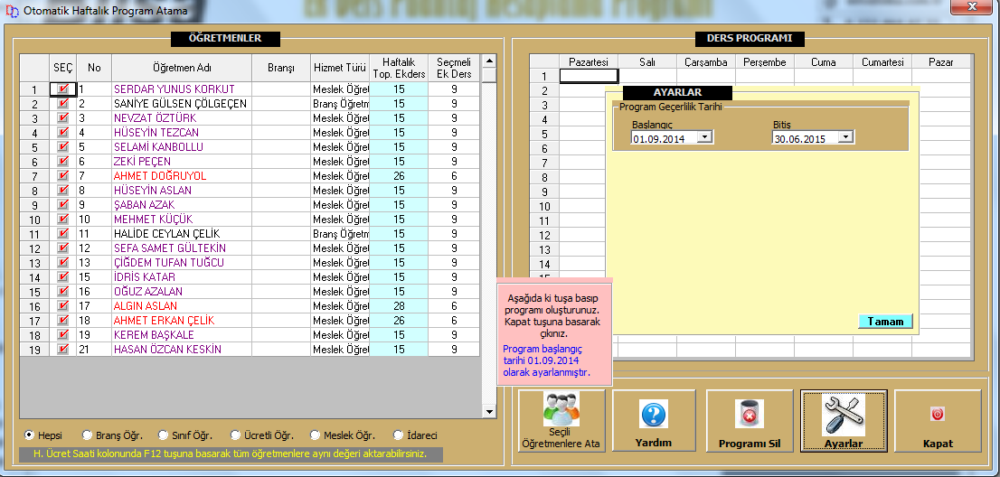 Otomatik Haftalık Program Atama
ÖĞRETMENLER
SEÇ No Öğretmen Adı Branşı Hizmet Türü Haftalık Top. Ekders Seçmeli Ek Ders
1 1 SERDAR YUNUS KORKUT Meslek Öğret 15 9
2 2 SANİYE GÜLSEN ÇÖLGEÇEN Branş Öğretm 15 9
3 3 NEVZAT ÖZTÜRK Meslek Öğret 15 9
4 4 HÜSEYİN TEZCAN Meslek Öğret 15 9
5 5 SELAMİ KANBOLLU Meslek Öğret 15 9
6 6 ZEKİ PEÇEN Meslek Öğret 15 9
7 7 AHMET DOĞRUYOL Meslek Öğret 26 6
8 8 HÜSEYİN ASLAN Meslek Öğret 15 9
9 9 ŞABAN AZAK Meslek Öğret 15 9
10 10 MEHMET KÜÇÜK Meslek Öğret 15 9
11 11 HALİDE CEYLAN ÇELİK Branş Öğretm 15 9
12 12 SEFA SAMET GÜLTEKİN Meslek Öğret 15 9
13 13 ÇİĞDEM TUFAN TUĞCU Meslek Öğret 15 9
14 15 İDRİS KATAR Meslek Öğret 15 9
15 16 OĞUZ AZALAN Meslek Öğret 15 9
16 17 ALGIN ASLAN Meslek Öğret 28 6
17 18 AHMET ERKAN ÇELİK Meslek Öğret 26 6
18 19 KEREM BAŞKALE Meslek Öğret 15 9
19 21 HASAN ÖZCAN KESKİN Meslek Öğret 15 9
Hepsi Branş Öğr. Sınıf Öğr. Ücretli Öğr. Meslek Öğr. İdareci
H. Ücret Saati kolonunda F12 tuşuna basarak tüm öğretmenlere aynı değeri aktarabilirsiniz.
DERS PROGRAMI
Pazartesi Salı Çarşamba Perşembe Cuma Cumartesi Pazar
1
2
3
4
5
6
7
8
9
10
11
12
13
14
AYARLAR
Program Geçerlilik Tarihi
Başlangıç Bitiş
01.09.2014 30.06.2015
Tamam
Aşağıda ki tuşa basıp
programı oluşturunuz.
Kapat tuşuna basarak
çıkınız.
Program başlangıç
tarihi 01.09.2014
olarak ayarlanmıştır.
Seçili
Öğretmenlere Ata
Yardım
Programı Sil
Ayarlar
Kapat